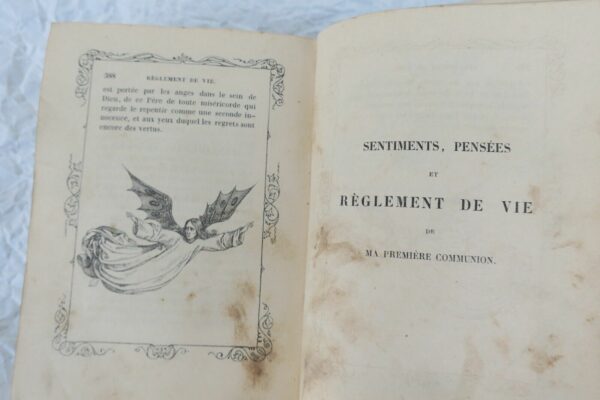 388 RÈGLEMENT DE VIE.
est portée par les anges dans le sein de
Dieu, de ce Père de toute miséricorde qui
regarde le repentir comme une seconde in-
nocence, et aux yeux duquel les regrets sont
encore des vertus.
SENTIMENTS, PENSÉES
ET
RÈGLEMENT DE VIE
DE
MA PREMIÈRE COMMUNION.